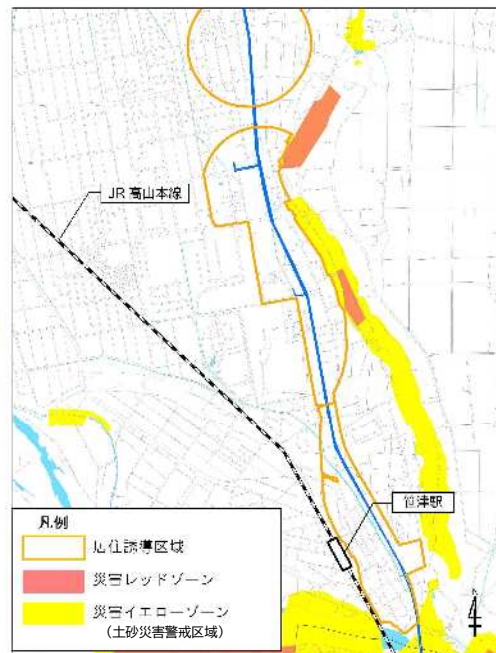 JR高山本線
笹津駅
凡例
居住誘導区域
災害レッドゾーン
災害イエローゾーン
(土砂災害警戒区域)
N